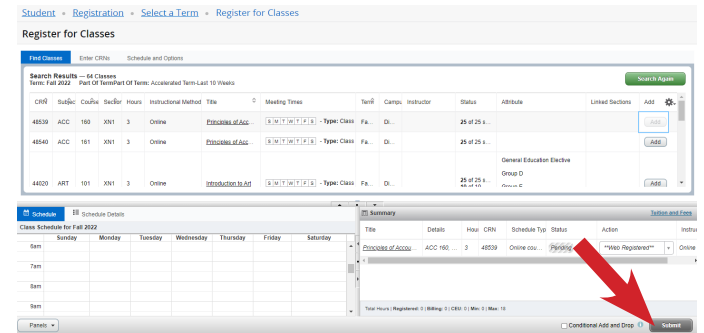 Student • Registration • Select a Term • Register for Classes
Register for Classes
Find Classes Enter CRNs Schedule and Options
Search Results — 64 Classes
Term: Fall 2022 Part Of TermPart Of Term: Accelerated Term-Last 10 Weeks
Search Again
CRN Subjec Course Section Hours Instructional Method Title Meeting Times Term Campu Instructor Status Attribute Linked Sections Add
48539 ACC 160 XN1 3 Online Principles of Acc... S M T W T F S - Type: Class Fa... Di... 25 of 25 s... Add
48540 ACC 161 XN1 3 Online Principles of Acc... S M T W T F S - Type: Class Fa... Di... 25 of 25 s... Add
General Education Elective
Group D
44020 ART 101 XN1 3 Online Introduction to Art S M T W T F S - Type: Class Fa... Di... 25 of 25 s... Add
Schedule Schedule Details
Class Schedule for Fall 2022
Sunday Monday Tuesday Wednesday Thursday Friday Saturday
6am
7am
8am
9am
Summary Tuition and Fees
Title Details Hour CRN Schedule Typ Status Action Instruc
Principles of Accou... ACC 160, ... 3 48539 Online cou... Pending **Web Registered** Online
Total Hours | Registered: 0 | Billing: 0 | CEU: 0 | Min: 0 | Max: 18
Panels Conditional Add and Drop Submit